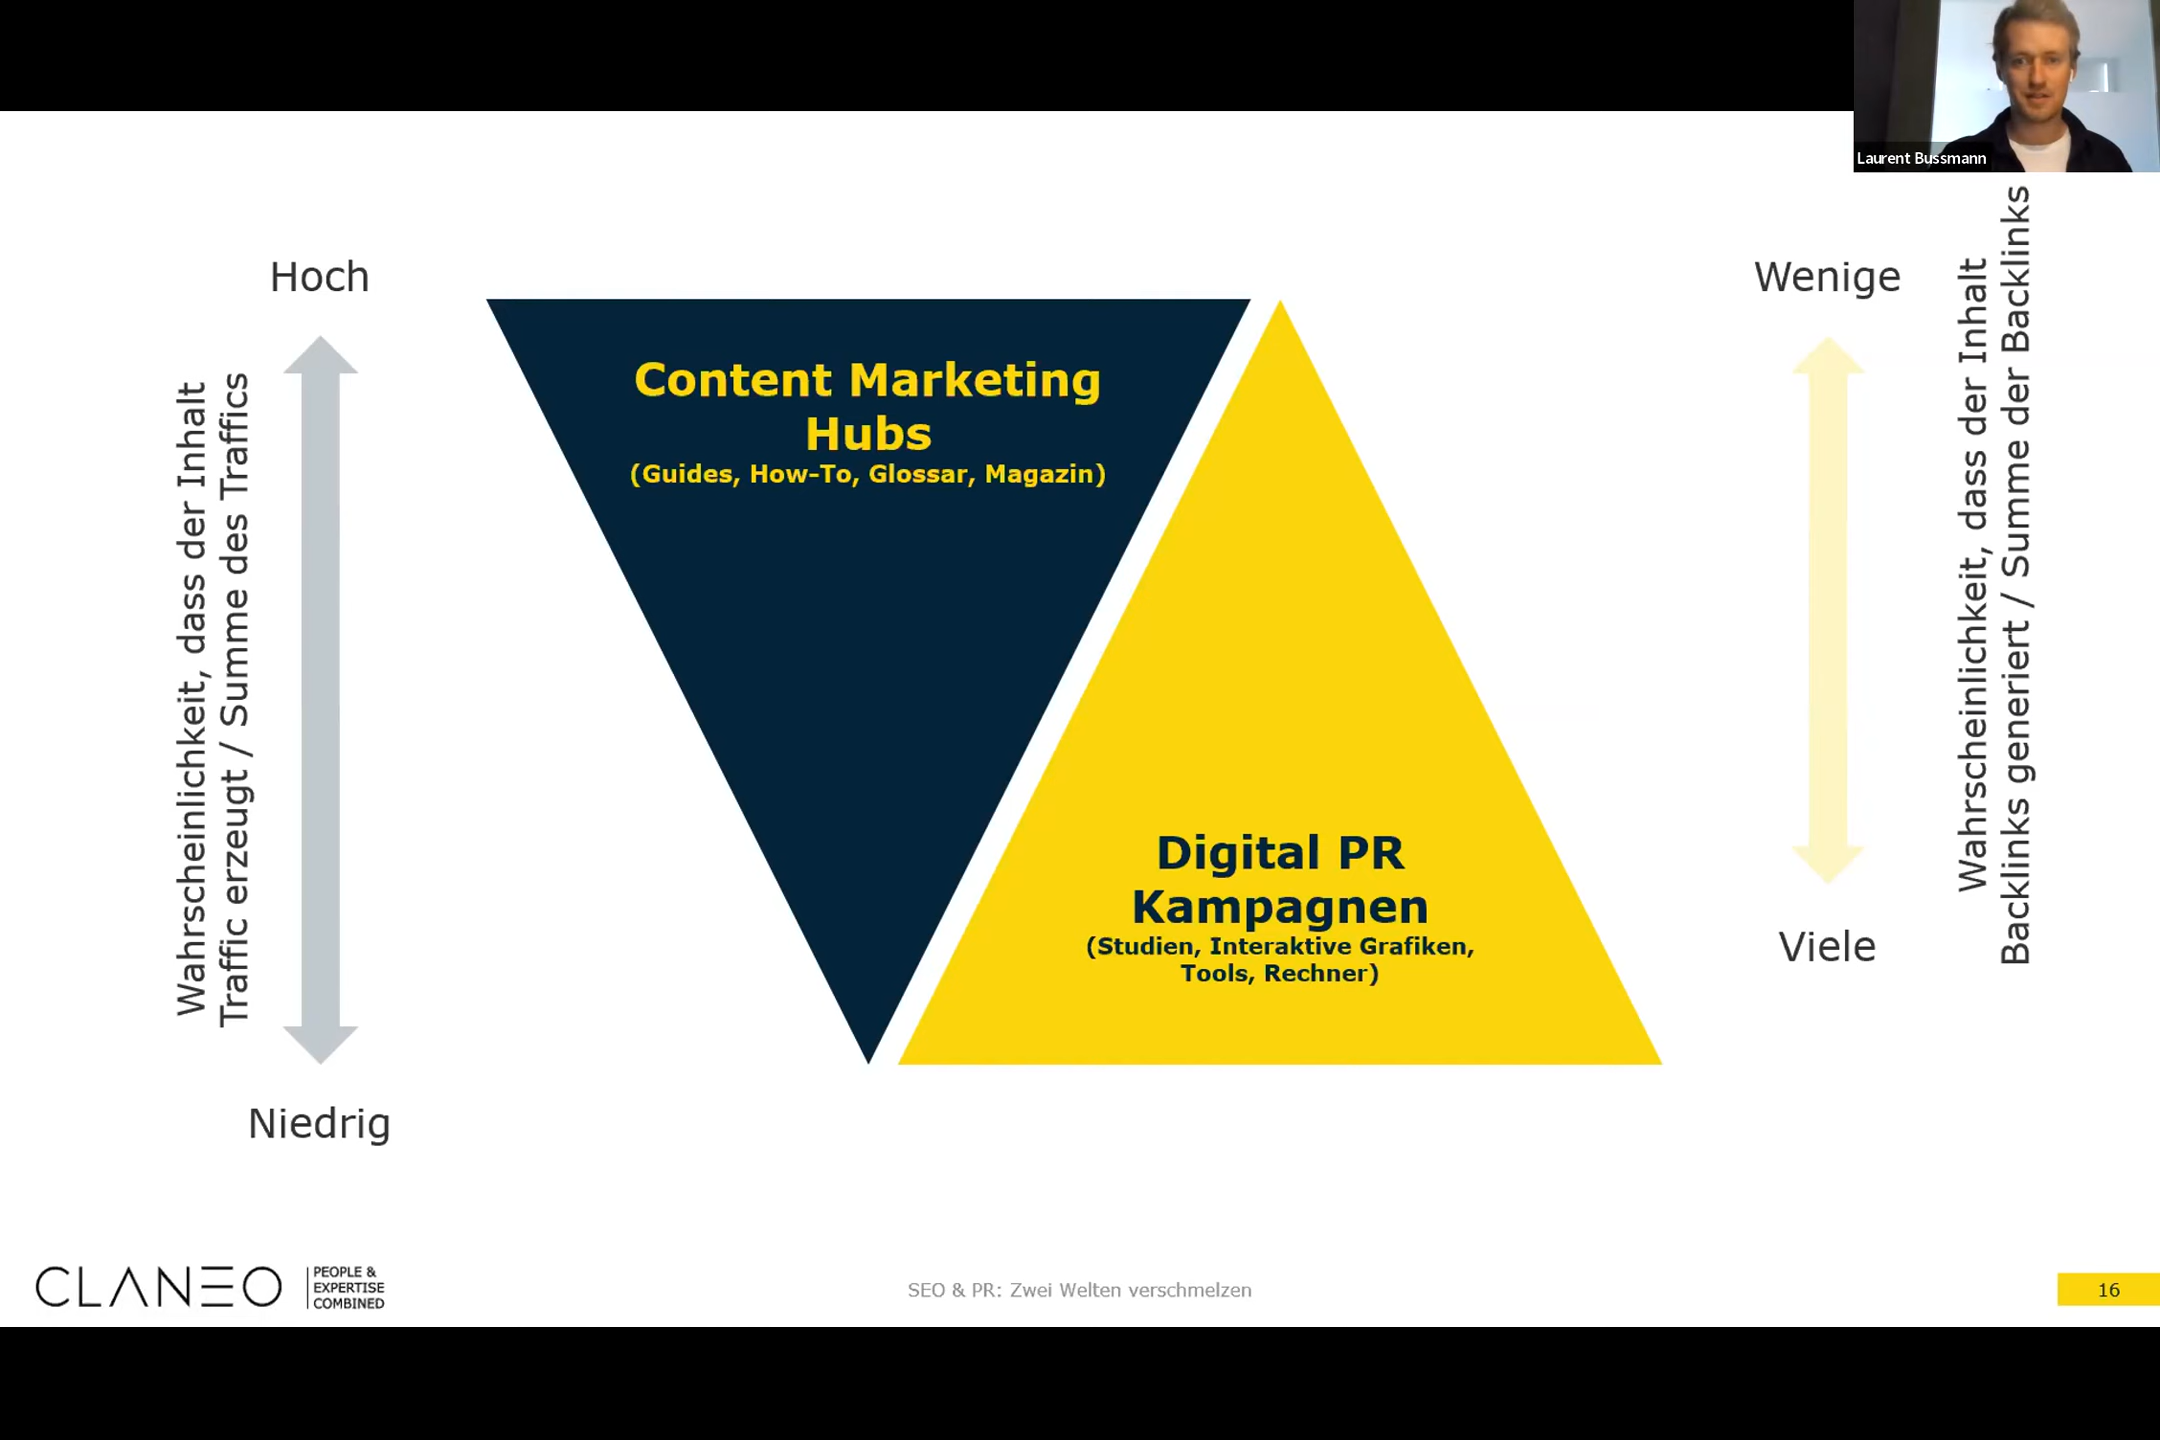 Laurent Bussmann
Hoch
Wahrscheinlichkeit, dass der Inhalt
Traffic erzeugt / Summe des Traffics
Niedrig
Content Marketing
Hubs
(Guides, How-To, Glossar, Magazin)
Digital PR
Kampagnen
(Studien, Interaktive Grafiken,
Tools, Rechner)
Wenige
Viele
Wahrscheinlichkeit, dass der Inhalt
Backlinks generiert / Summe der Backlinks
CLANEO
PEOPLE &
EXPERTISE
COMBINED
SEO & PR: Zwei Welten verschmelzen
16